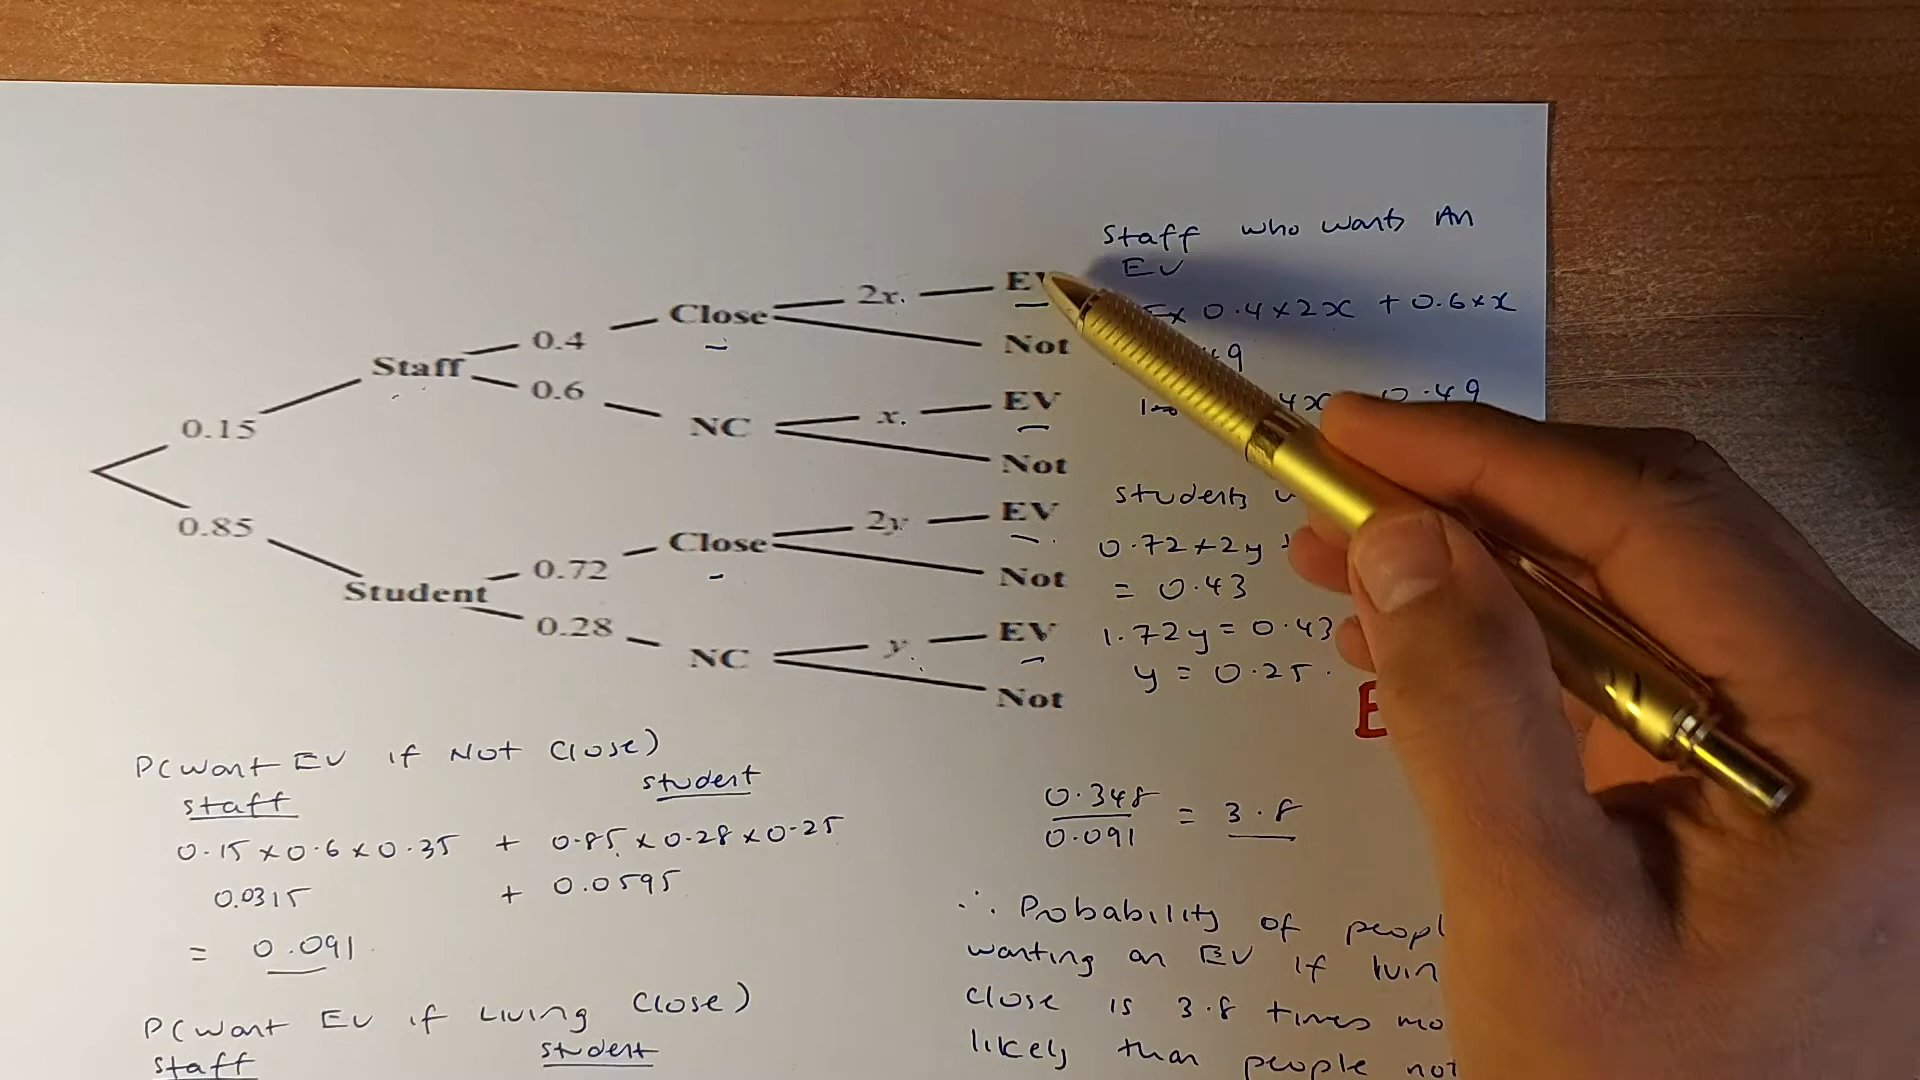 Staff who wants An
EV
0.4 × 2x + 0.6 × x
4x 0.49
0.15
0.85
Staff
Student
0.4
0.6
0.72
0.28
Close
NC
Close
NC
2x
x
2y
y
Not
EV
Not
EV
Not
EV
Not
students
0.72 × 2y
= 0.43
1.72y = 0.43
y = 0.25
P(Want EV if Not Close)
staff student
0.15 × 0.6 × 0.35 + 0.85 × 0.28 × 0.25
0.0315 + 0.0595
= 0.091
P(Want EV if Living Close)
staff student
0.348
0.091
= 3.8
∴ Probability of
wanting an EV if
close is 3.8 times
likely than people not